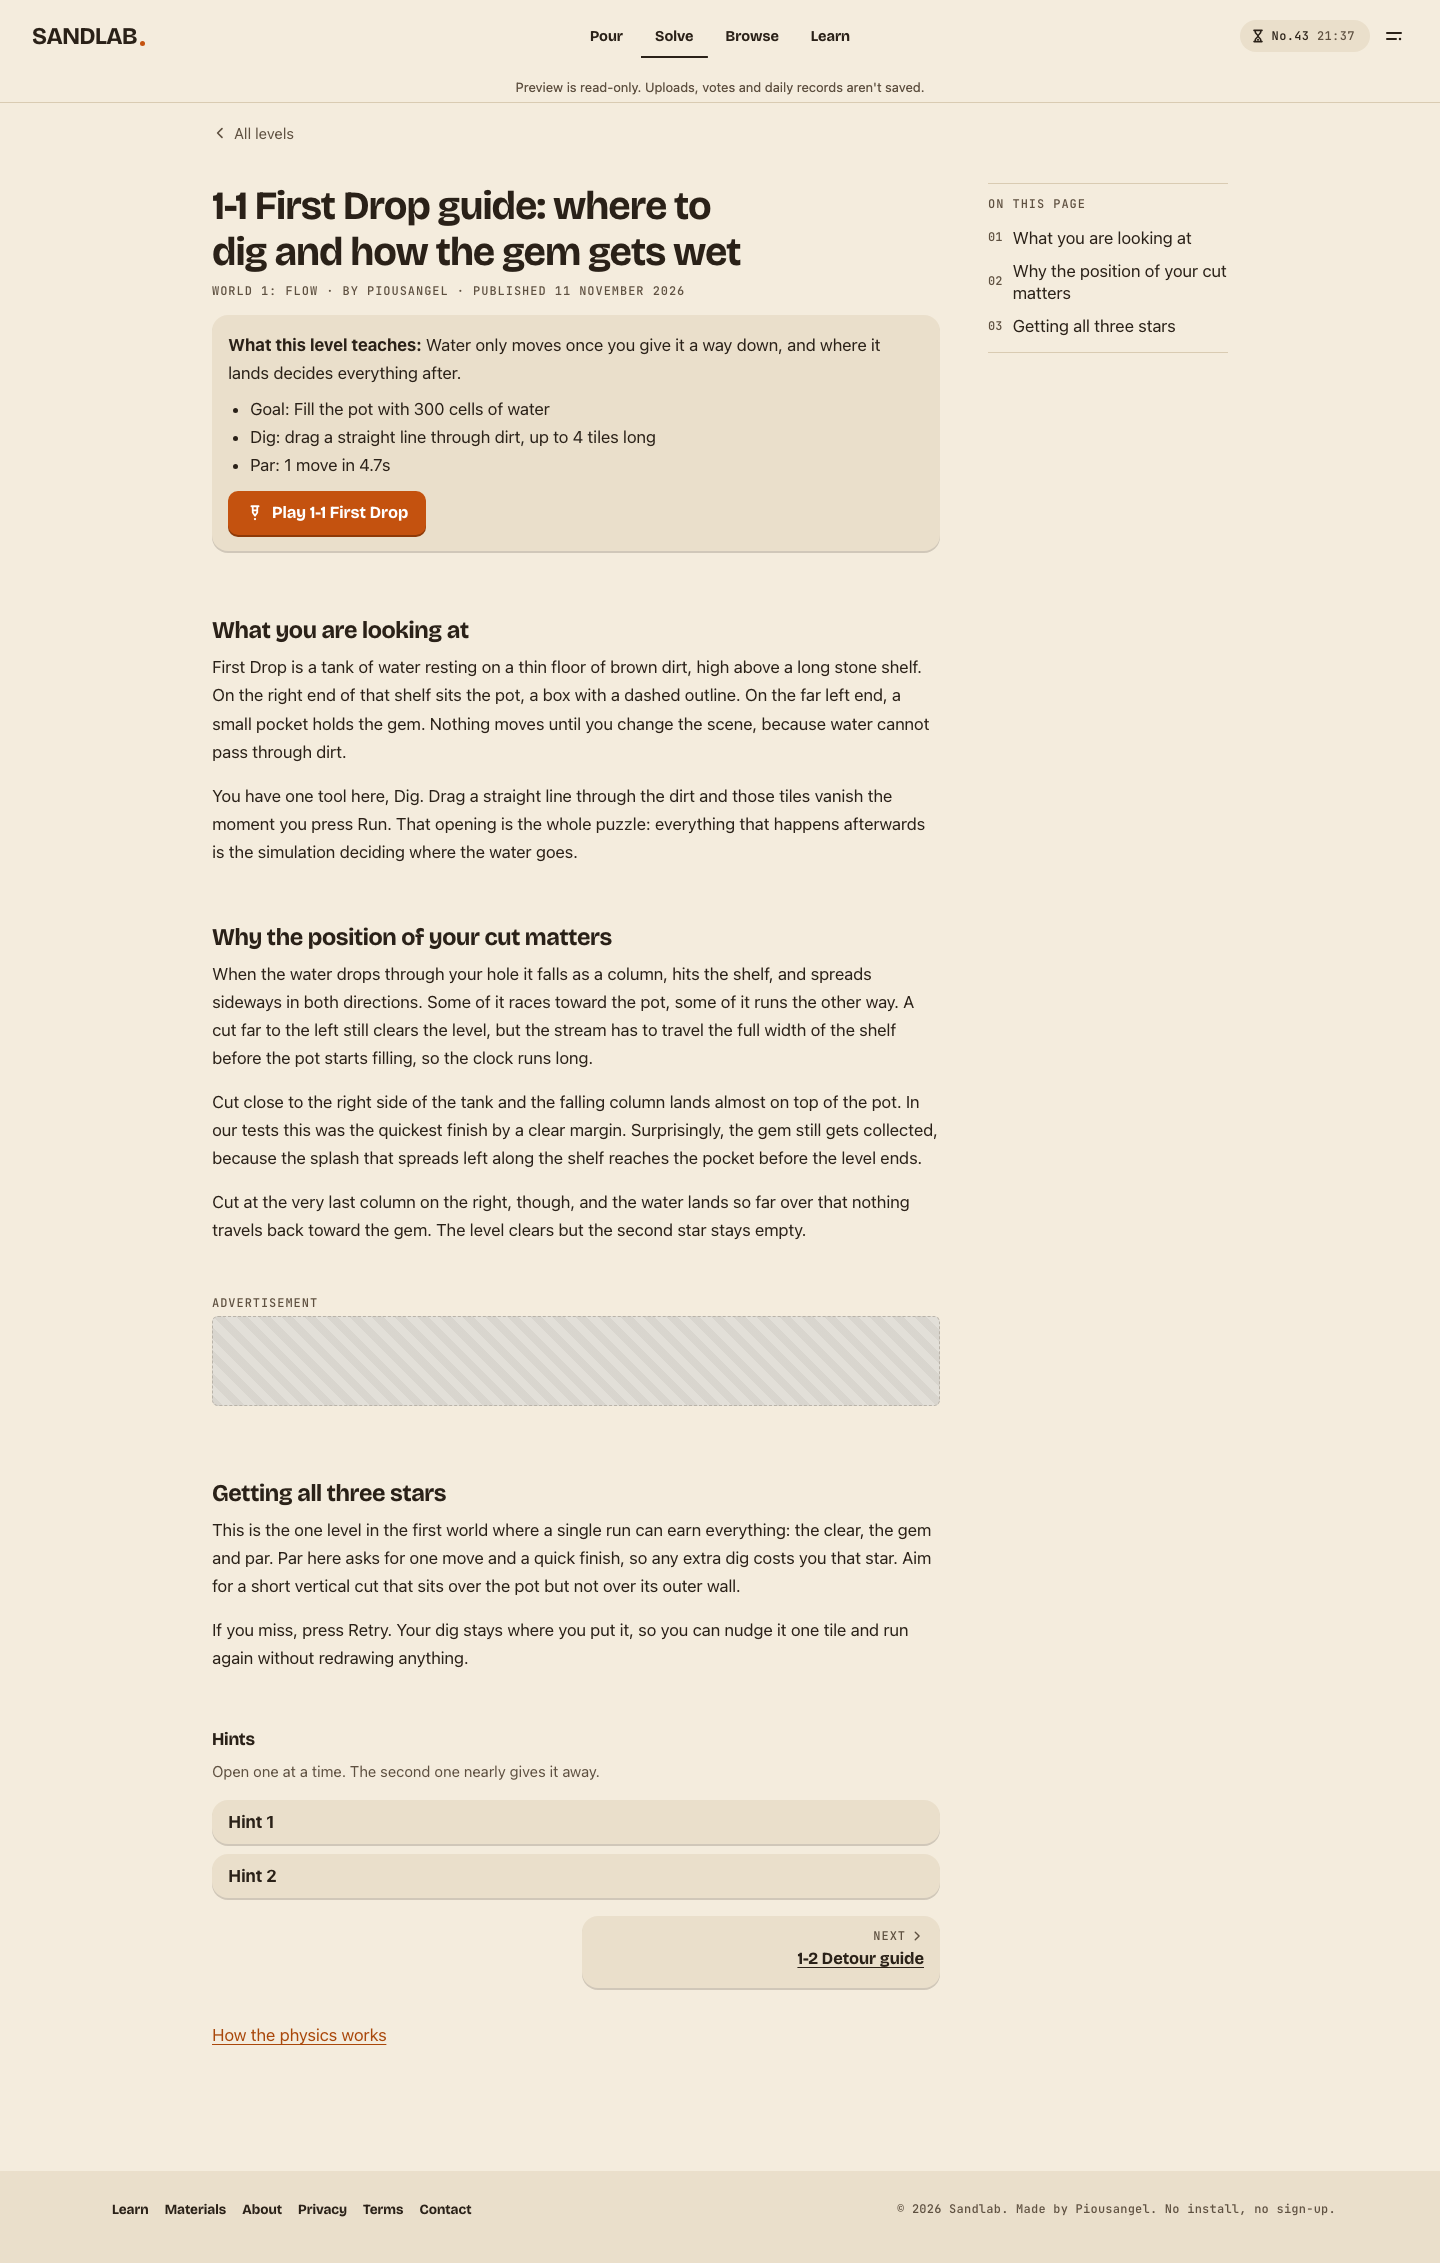 SANDLAB.
Pour
Solve
Browse
Learn
No.43 21:37
Preview is read-only. Uploads, votes and daily records aren't saved.
All levels
1-1 First Drop guide: where to
dig and how the gem gets wet
WORLD 1: FLOW · BY PIOUSANGEL · PUBLISHED 11 NOVEMBER 2026
What this level teaches: Water only moves once you give it a way down, and where it
lands decides everything after.
• Goal: Fill the pot with 300 cells of water
• Dig: drag a straight line through dirt, up to 4 tiles long
• Par: 1 move in 4.7s
Play 1-1 First Drop
ON THIS PAGE
01 What you are looking at
02 Why the position of your cut
matters
03 Getting all three stars
What you are looking at
First Drop is a tank of water resting on a thin floor of brown dirt, high above a long stone shelf.
On the right end of that shelf sits the pot, a box with a dashed outline. On the far left end, a
small pocket holds the gem. Nothing moves until you change the scene, because water cannot
pass through dirt.
You have one tool here, Dig. Drag a straight line through the dirt and those tiles vanish the
moment you press Run. That opening is the whole puzzle: everything that happens afterwards
is the simulation deciding where the water goes.
Why the position of your cut matters
When the water drops through your hole it falls as a column, hits the shelf, and spreads
sideways in both directions. Some of it races toward the pot, some of it runs the other way. A
cut far to the left still clears the level, but the stream has to travel the full width of the shelf
before the pot starts filling, so the clock runs long.
Cut close to the right side of the tank and the falling column lands almost on top of the pot. In
our tests this was the quickest finish by a clear margin. Surprisingly, the gem still gets collected,
because the splash that spreads left along the shelf reaches the pocket before the level ends.
Cut at the very last column on the right, though, and the water lands so far over that nothing
travels back toward the gem. The level clears but the second star stays empty.
ADVERTISEMENT
Getting all three stars
This is the one level in the first world where a single run can earn everything: the clear, the gem
and par. Par here asks for one move and a quick finish, so any extra dig costs you that star. Aim
for a short vertical cut that sits over the pot but not over its outer wall.
If you miss, press Retry. Your dig stays where you put it, so you can nudge it one tile and run
again without redrawing anything.
Hints
Open one at a time. The second one nearly gives it away.
Hint 1
Hint 2
NEXT
1-2 Detour guide
How the physics works
Learn Materials About Privacy Terms Contact
© 2026 Sandlab. Made by Piousangel. No install, no sign-up.